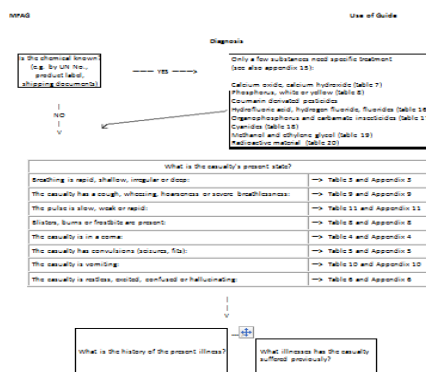 MFAG
Use of Guide
Diagnosis
Is the chemical known
(e.g. by UN No.,
product label,
shipping documents)
YES
Only a few substances need specific treatment
(see also appendix 15):
Calcium oxide, calcium hydroxide (table 7)
Phosphorus, white or yellow (table 8)
Coumarin derivated pesticides
Hydrofluoric acid, hydrogen fluoride, fluorides (table 16
Organophosphorus and carbamate insecticides (table 17
Cyanides (table 18)
Methanol and ethylene glycol (table 19)
Radioactive material (table 20)
NO
V
What is the casualty's present state?
Breathing is rapid, shallow, irregular or deep: —> Table 3 and Appendix 3
The casualty has a cough, wheezing, hoarseness or severe breathlessness: —> Table 9 and Appendix 9
The pulse is slow, weak or rapid: —> Table 11 and Appendix 11
Blisters, burns or frostbite are present: —> Table 8 and Appendix 8
The casualty is in a coma: —> Table 4 and Appendix 4
The casualty has convulsions (seizures, fits): —> Table 5 and Appendix 5
The casualty is vomiting: —> Table 10 and Appendix 10
The casualty is restless, excited, confused or hallucinating: —> Table 6 and Appendix 6
V
What is the history of the present illness?
What illnesses has the casualty
suffered previously?